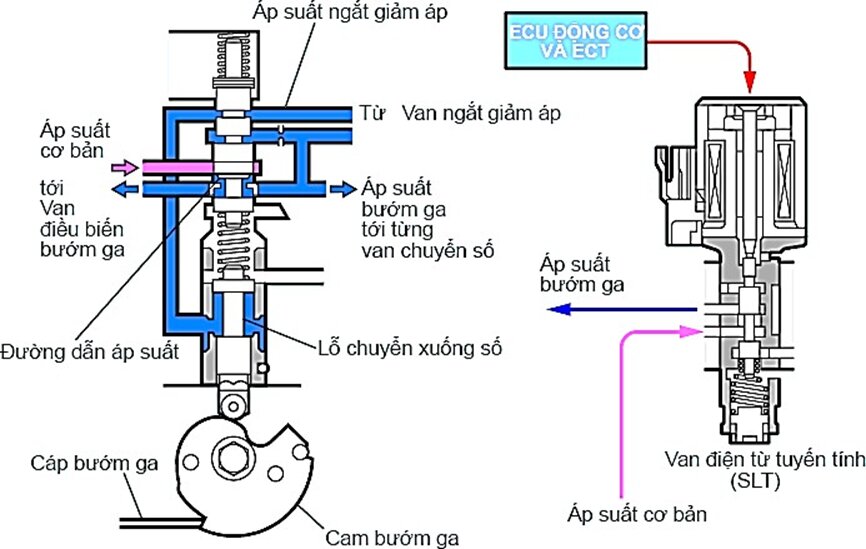 Áp suất ngắt giảm áp
Từ Van ngắt giảm áp
Áp suất
cơ bản
tới
Van
điều biến
bướm ga
Áp suất
bướm ga
tới từng
van chuyển số
Đường dẫn áp suất
Lỗ chuyển xuống số
Cáp bướm ga
Cam bướm ga
ECU ĐỘNG CƠ
VÀ ECT
Áp suất
bướm ga
Van điện từ tuyến tính
(SLT)
Áp suất cơ bản